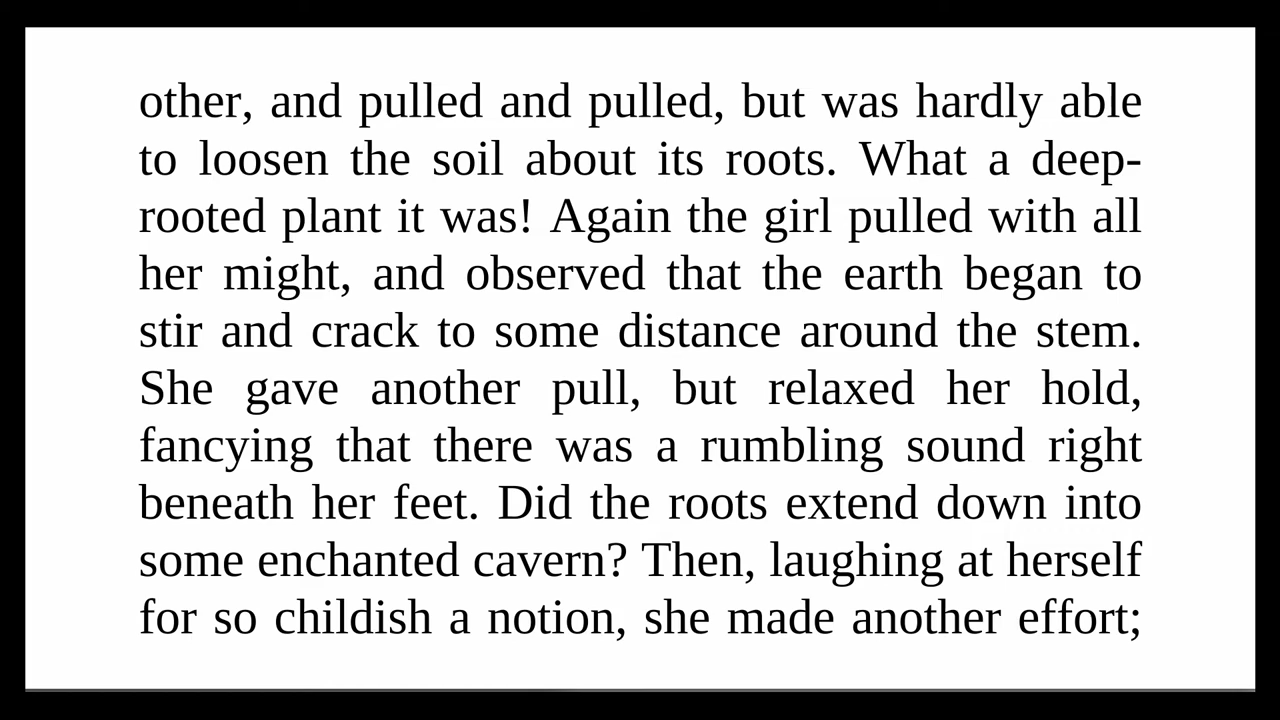 other, and pulled and pulled, but was hardly able
to loosen the soil about its roots. What a deep-
rooted plant it was! Again the girl pulled with all
her might, and observed that the earth began to
stir and crack to some distance around the stem.
She gave another pull, but relaxed her hold,
fancying that there was a rumbling sound right
beneath her feet. Did the roots extend down into
some enchanted cavern? Then, laughing at herself
for so childish a notion, she made another effort;